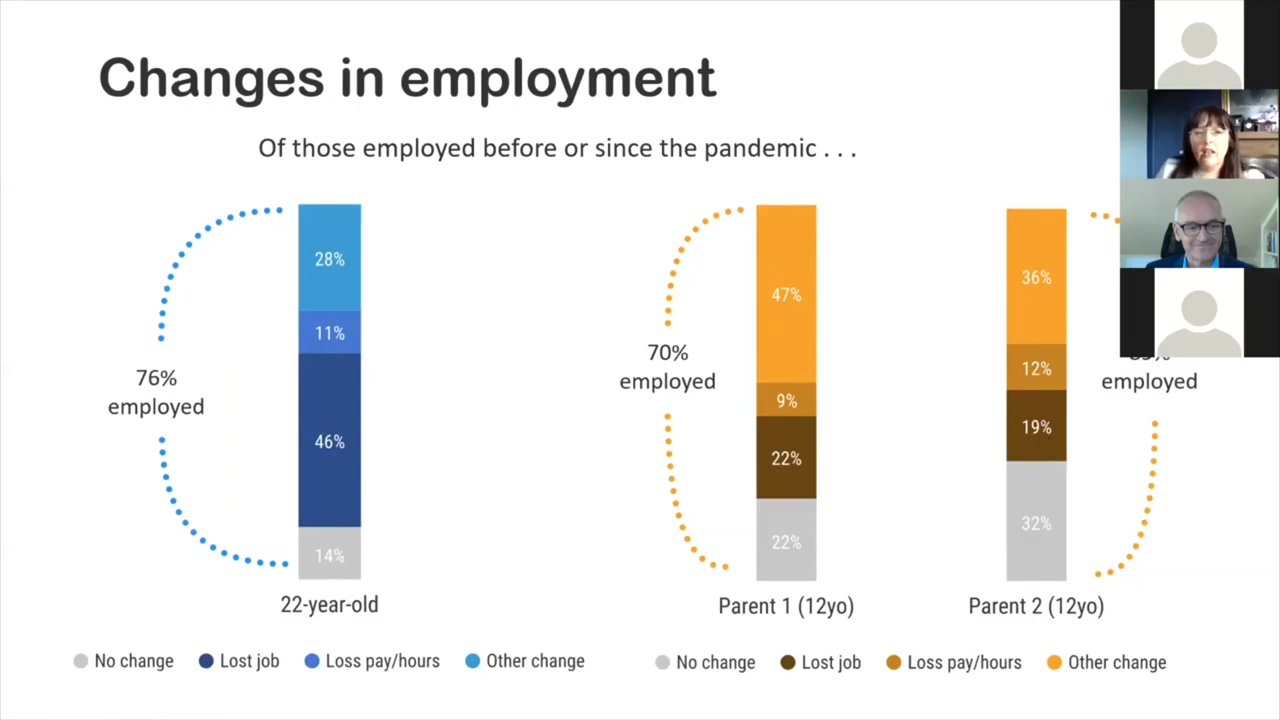 Changes in employment
Of those employed before or since the pandemic . . .
28%
11%
46%
14%
76%
employed
22-year-old
47%
9%
22%
22%
70%
employed
Parent 1 (12yo)
36%
12%
19%
32%
employed
Parent 2 (12yo)
No change
Lost job
Loss pay/hours
Other change
No change
Lost job
Loss pay/hours
Other change